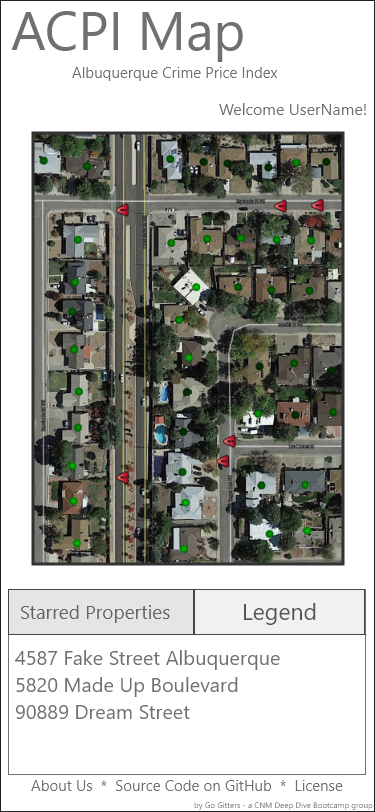 ACPI Map
Albuquerque Crime Price Index
Welcome UserName!
Starred Properties
Legend
4587 Fake Street Albuquerque
5820 Made Up Boulevard
90889 Dream Street
About Us * Source Code on GitHub * License
by Go Gitters - a CNM Deep Dive Bootcamp group